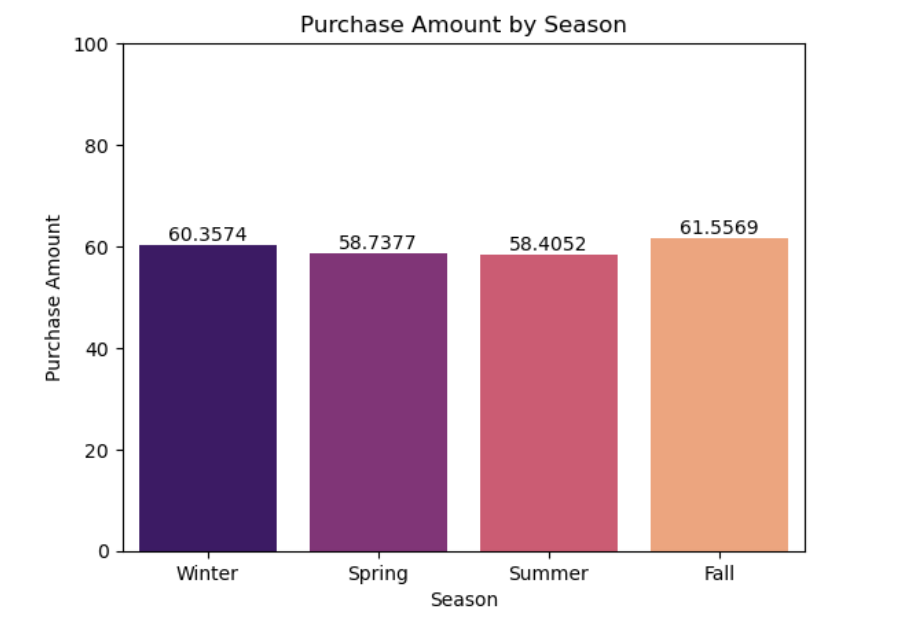 Purchase Amount by Season
100
80
60
40
20
0
Purchase Amount
60.3574
58.7377
58.4052
61.5569
Winter
Spring
Summer
Fall
Season